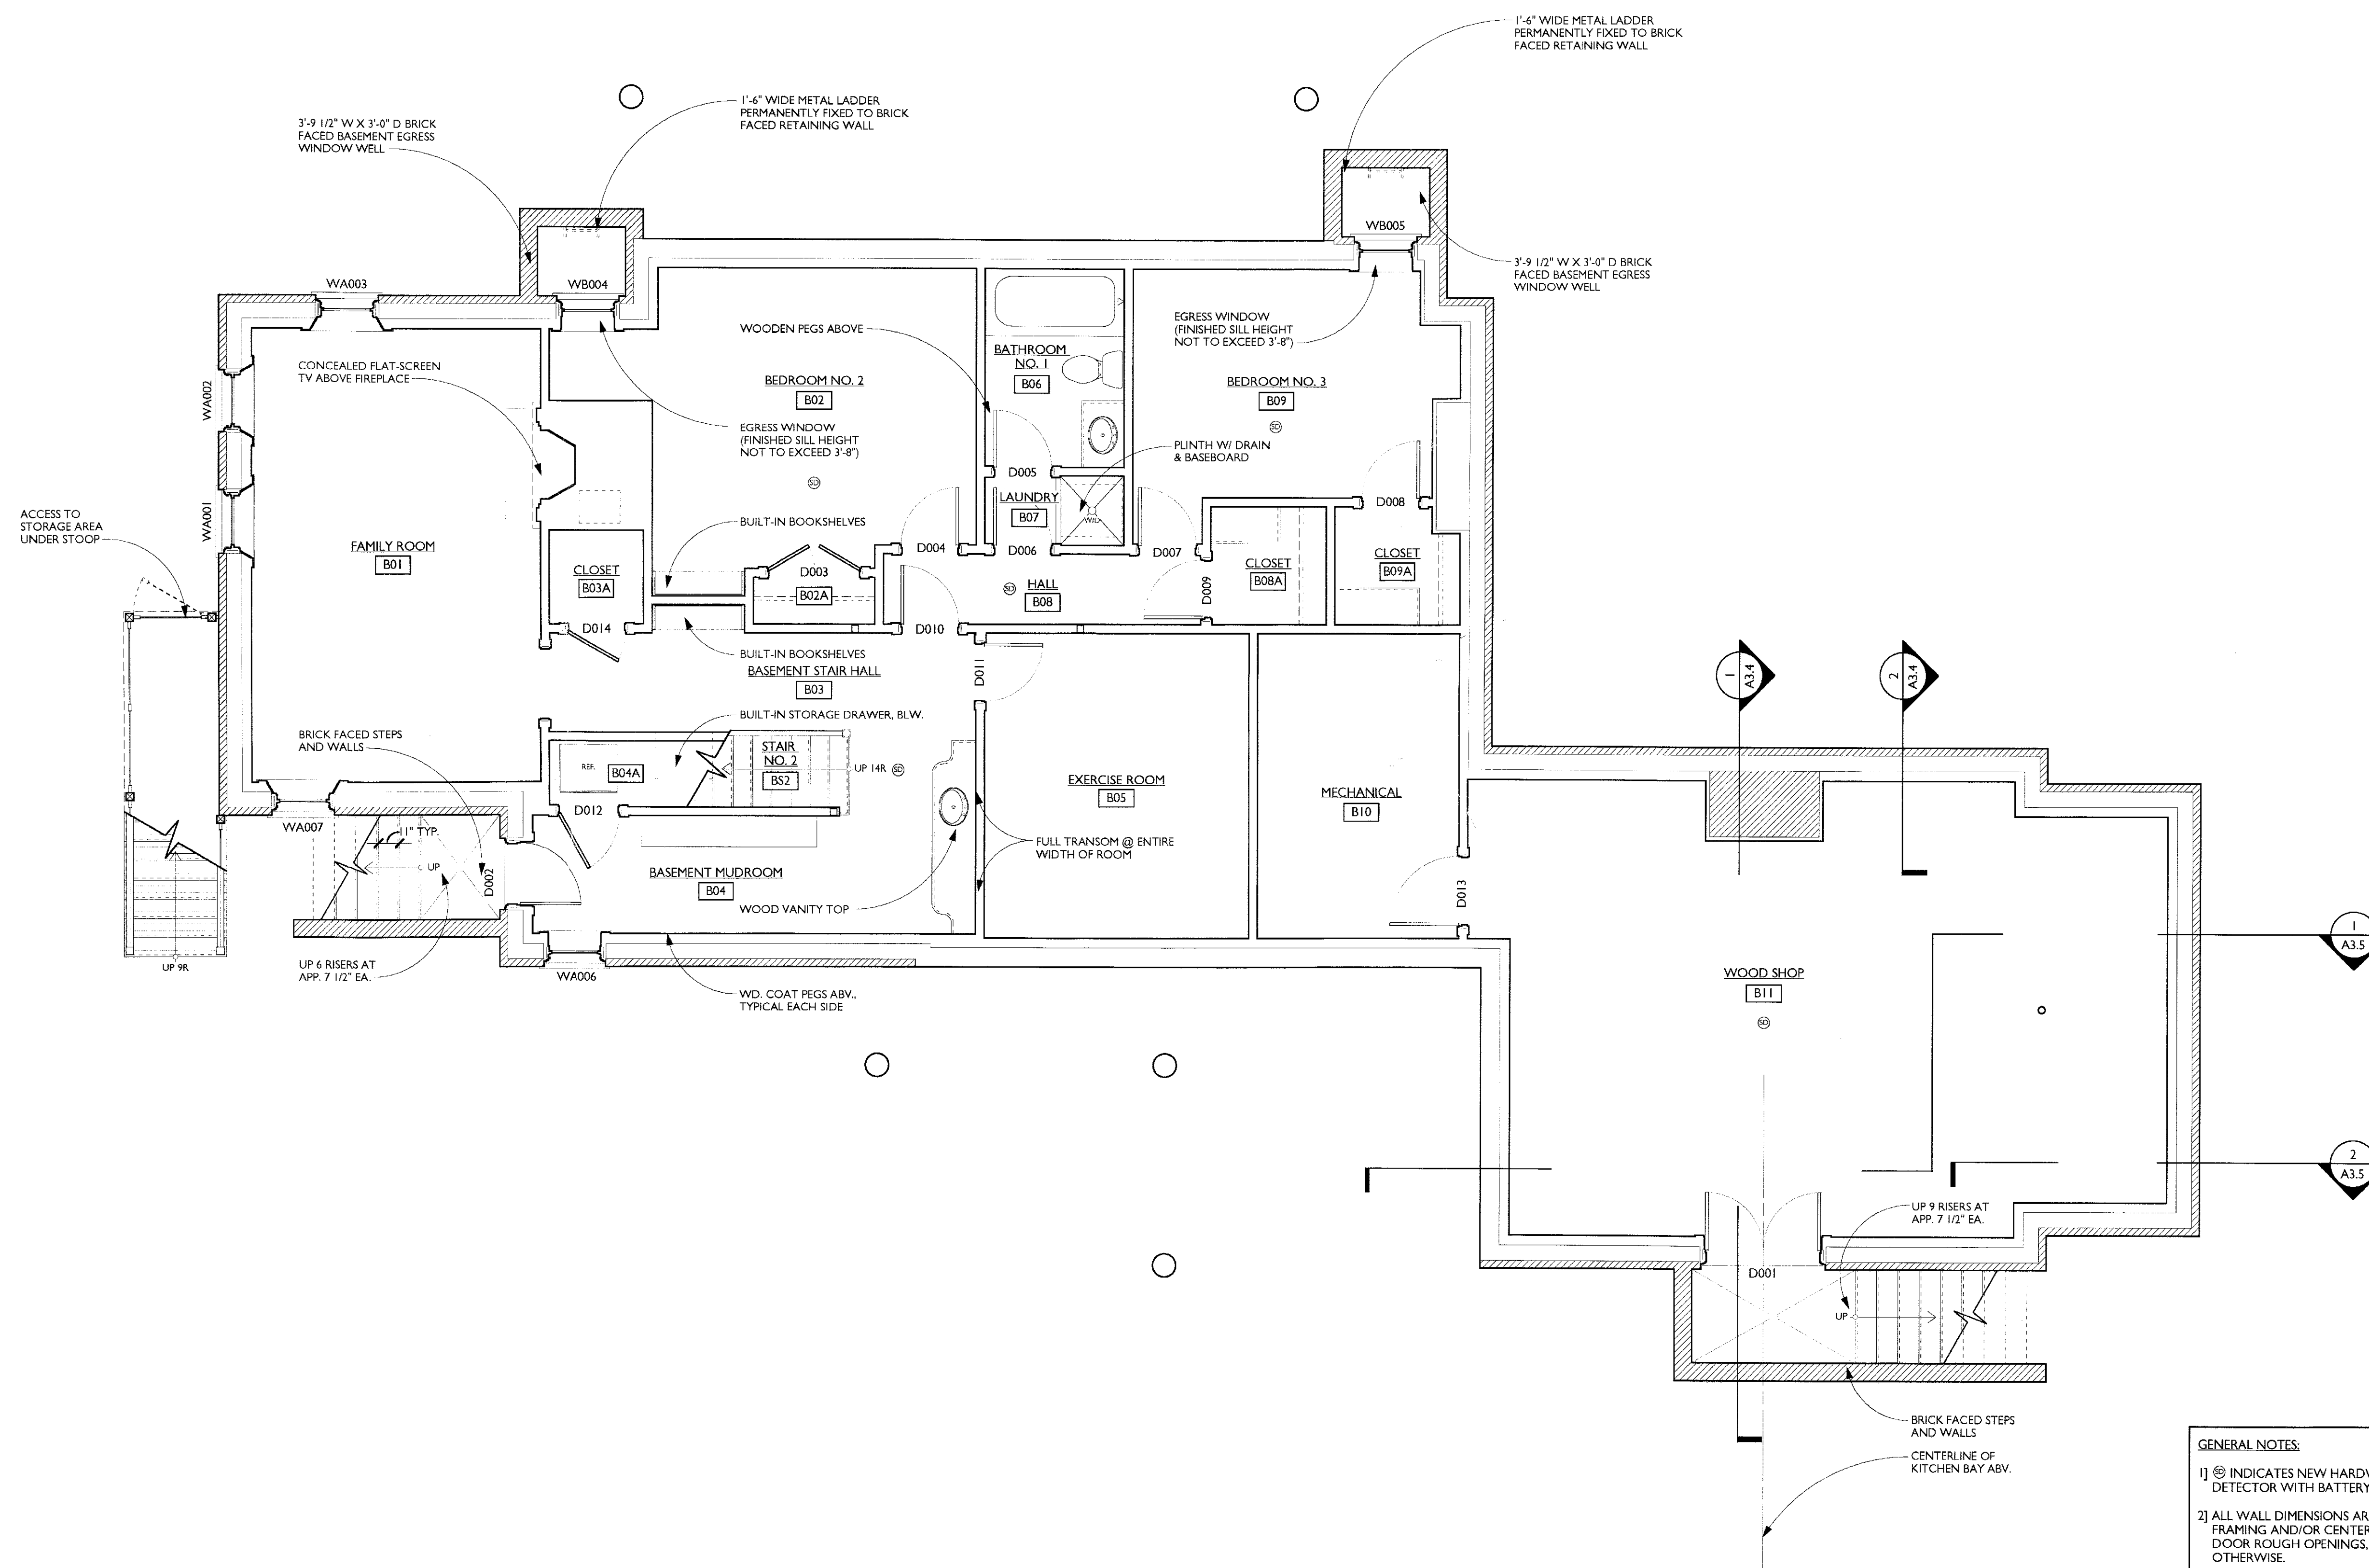 1'-6" WIDE METAL LADDER
PERMANENTLY FIXED TO BRICK
FACED RETAINING WALL
1'-6" WIDE METAL LADDER
PERMANENTLY FIXED TO BRICK
FACED RETAINING WALL
3'-9 1/2" W X 3'-0" D BRICK
FACED BASEMENT EGRESS
WINDOW WELL
WB005
3'-9 1/2" W X 3'-0" D BRICK
FACED BASEMENT EGRESS
WINDOW WELL
WA003
WB004
WOODEN PEGS ABOVE
EGRESS WINDOW
(FINISHED SILL HEIGHT
NOT TO EXCEED 3'-8")
BATHROOM
NO. 1
B06
CONCEALED FLAT-SCREEN
TV ABOVE FIREPLACE
BEDROOM NO. 2
B02
BEDROOM NO. 3
B09
SD
WA002
EGRESS WINDOW
(FINISHED SILL HEIGHT
NOT TO EXCEED 3'-8")
SD
PLINTH W/ DRAIN
& BASEBOARD
D005
LAUNDRY
B07
W/D
D008
WA001
ACCESS TO
STORAGE AREA
UNDER STOOP
BUILT-IN BOOKSHELVES
FAMILY ROOM
B01
D004
D006
D007
CLOSET
B03A
D003
B02A
SD
HALL
B08
D009
CLOSET
B08A
CLOSET
B09A
D014
D010
BUILT-IN BOOKSHELVES
BASEMENT STAIR HALL
B03
D011
1
A3.4
2
A3.4
BUILT-IN STORAGE DRAWER, BLW.
BRICK FACED STEPS
AND WALLS
REF.
B04A
STAIR
NO. 2
BS2
UP 14R
SD
EXERCISE ROOM
B05
MECHANICAL
B10
D012
WA007
11" TYP.
UP
D002
FULL TRANSOM @ ENTIRE
WIDTH OF ROOM
BASEMENT MUDROOM
B04
WOOD VANITY TOP
D013
UP 9R
UP 6 RISERS AT
APP. 7 1/2" EA.
WA006
WD. COAT PEGS ABV.,
TYPICAL EACH SIDE
WOOD SHOP
B11
SD
1
A3.5
2
A3.5
UP 9 RISERS AT
APP. 7 1/2" EA.
D001
UP
BRICK FACED STEPS
AND WALLS
CENTERLINE OF
KITCHEN BAY ABV.
GENERAL NOTES:
1] SD INDICATES NEW HARDW
DETECTOR WITH BATTERY
2] ALL WALL DIMENSIONS AR
FRAMING AND/OR CENTER
DOOR ROUGH OPENINGS,
OTHERWISE.